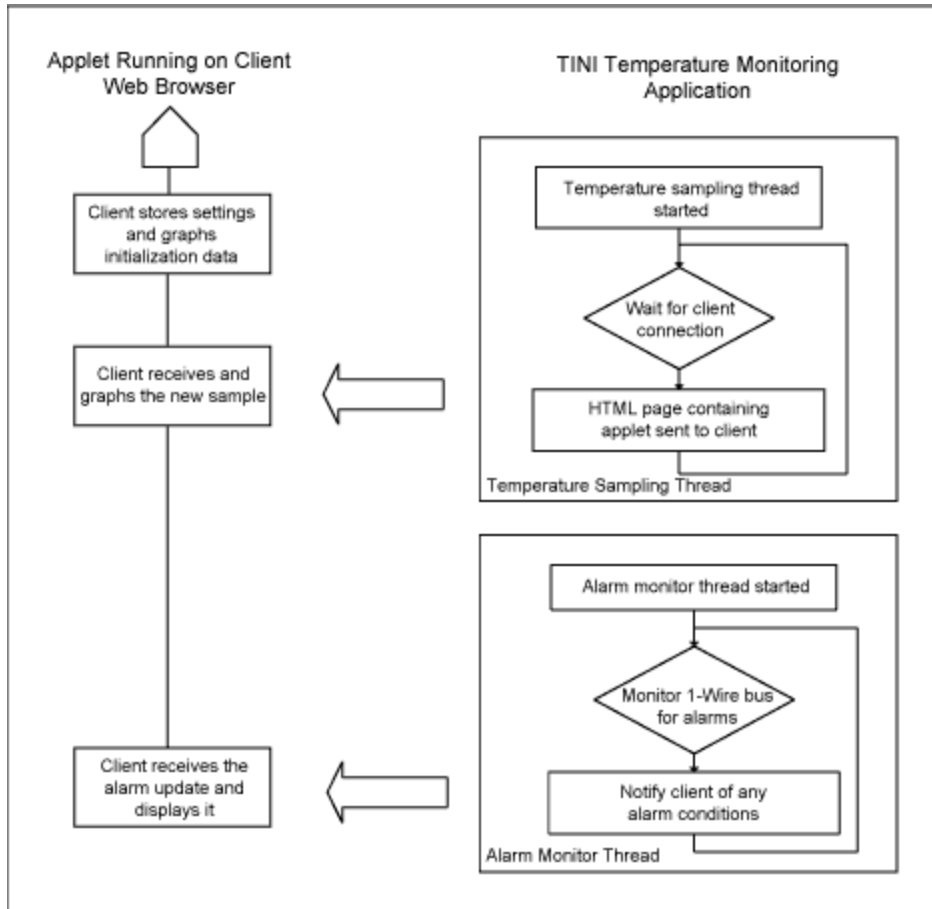 Applet Running on Client
Web Browser
Client stores settings
and graphs
initialization data
Client receives and
graphs the new sample
Client receives the
alarm update and
displays it
TINI Temperature Monitoring
Application
Temperature sampling thread
started
Wait for client
connection
HTML page containing
applet sent to client
Temperature Sampling Thread
Alarm monitor thread started
Monitor 1-Wire bus
for alarms
Notify client of any
alarm conditions
Alarm Monitor Thread